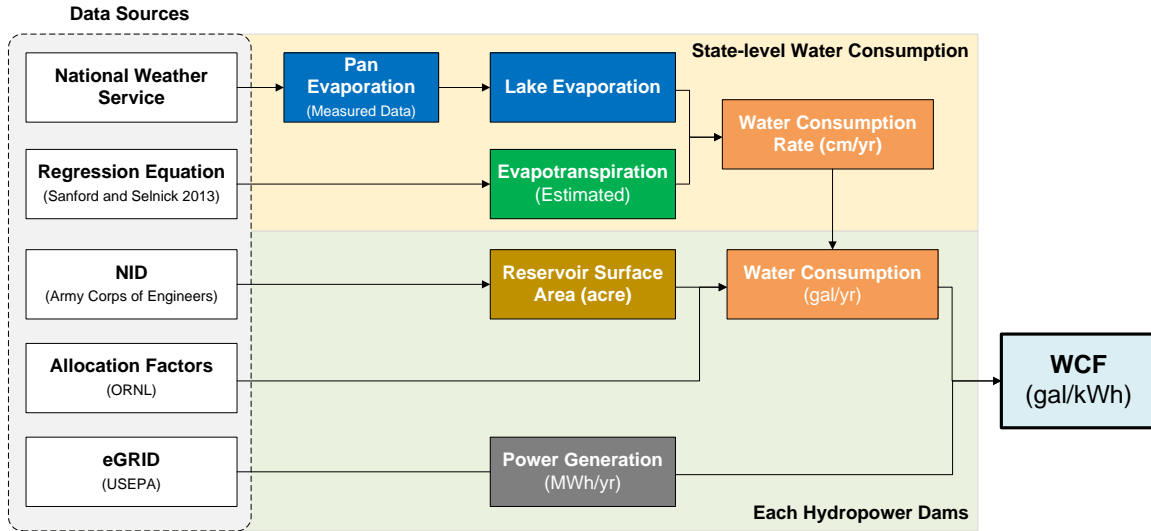 Data Sources
State-level Water Consumption
National Weather
Service
Pan
Evaporation
(Measured Data)
Lake Evaporation
Water Consumption
Rate (cm/yr)
Regression Equation
(Sanford and Selnick 2013)
Evapotranspiration
(Estimated)
NID
(Army Corps of Engineers)
Reservoir Surface
Area (acre)
Water Consumption
(gal/yr)
Allocation Factors
(ORNL)
WCF
(gal/kWh)
eGRID
(USEPA)
Power Generation
(MWh/yr)
Each Hydropower Dams